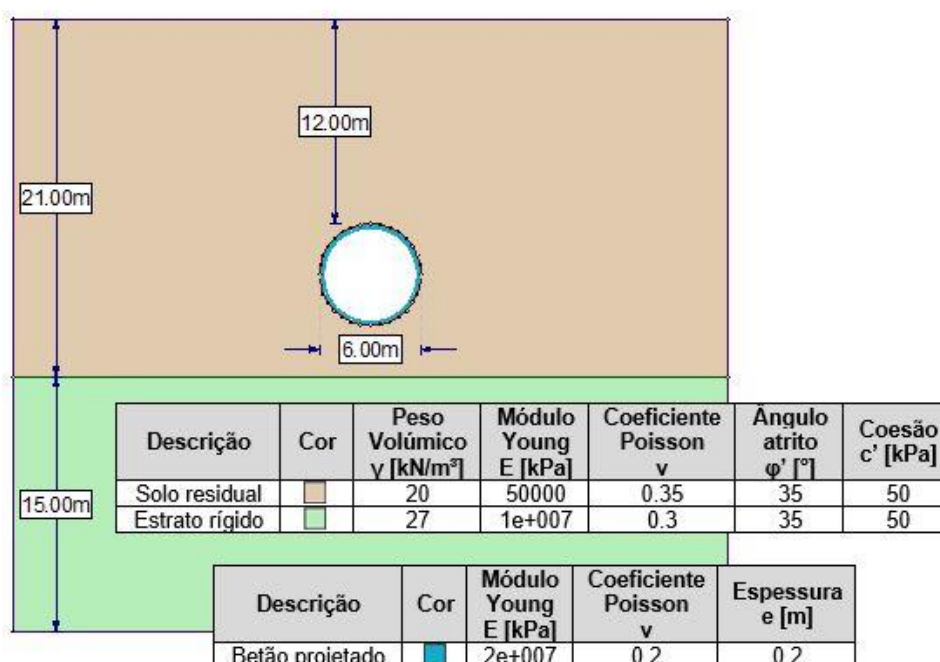 12.00m
21.00m
6.00m
15.00m
Descrição Cor Peso Volúmico γ [kN/m³] Módulo Young E [kPa] Coeficiente Poisson ν Ângulo atrito φ' [°] Coesão c' [kPa]
Solo residual 20 50000 0.35 35 50
Estrato rígido 27 1e+007 0.3 35 50
Descrição Cor Módulo Young E [kPa] Coeficiente Poisson ν Espessura e [m]
Betão projetado 2e+007 0.2 0.2